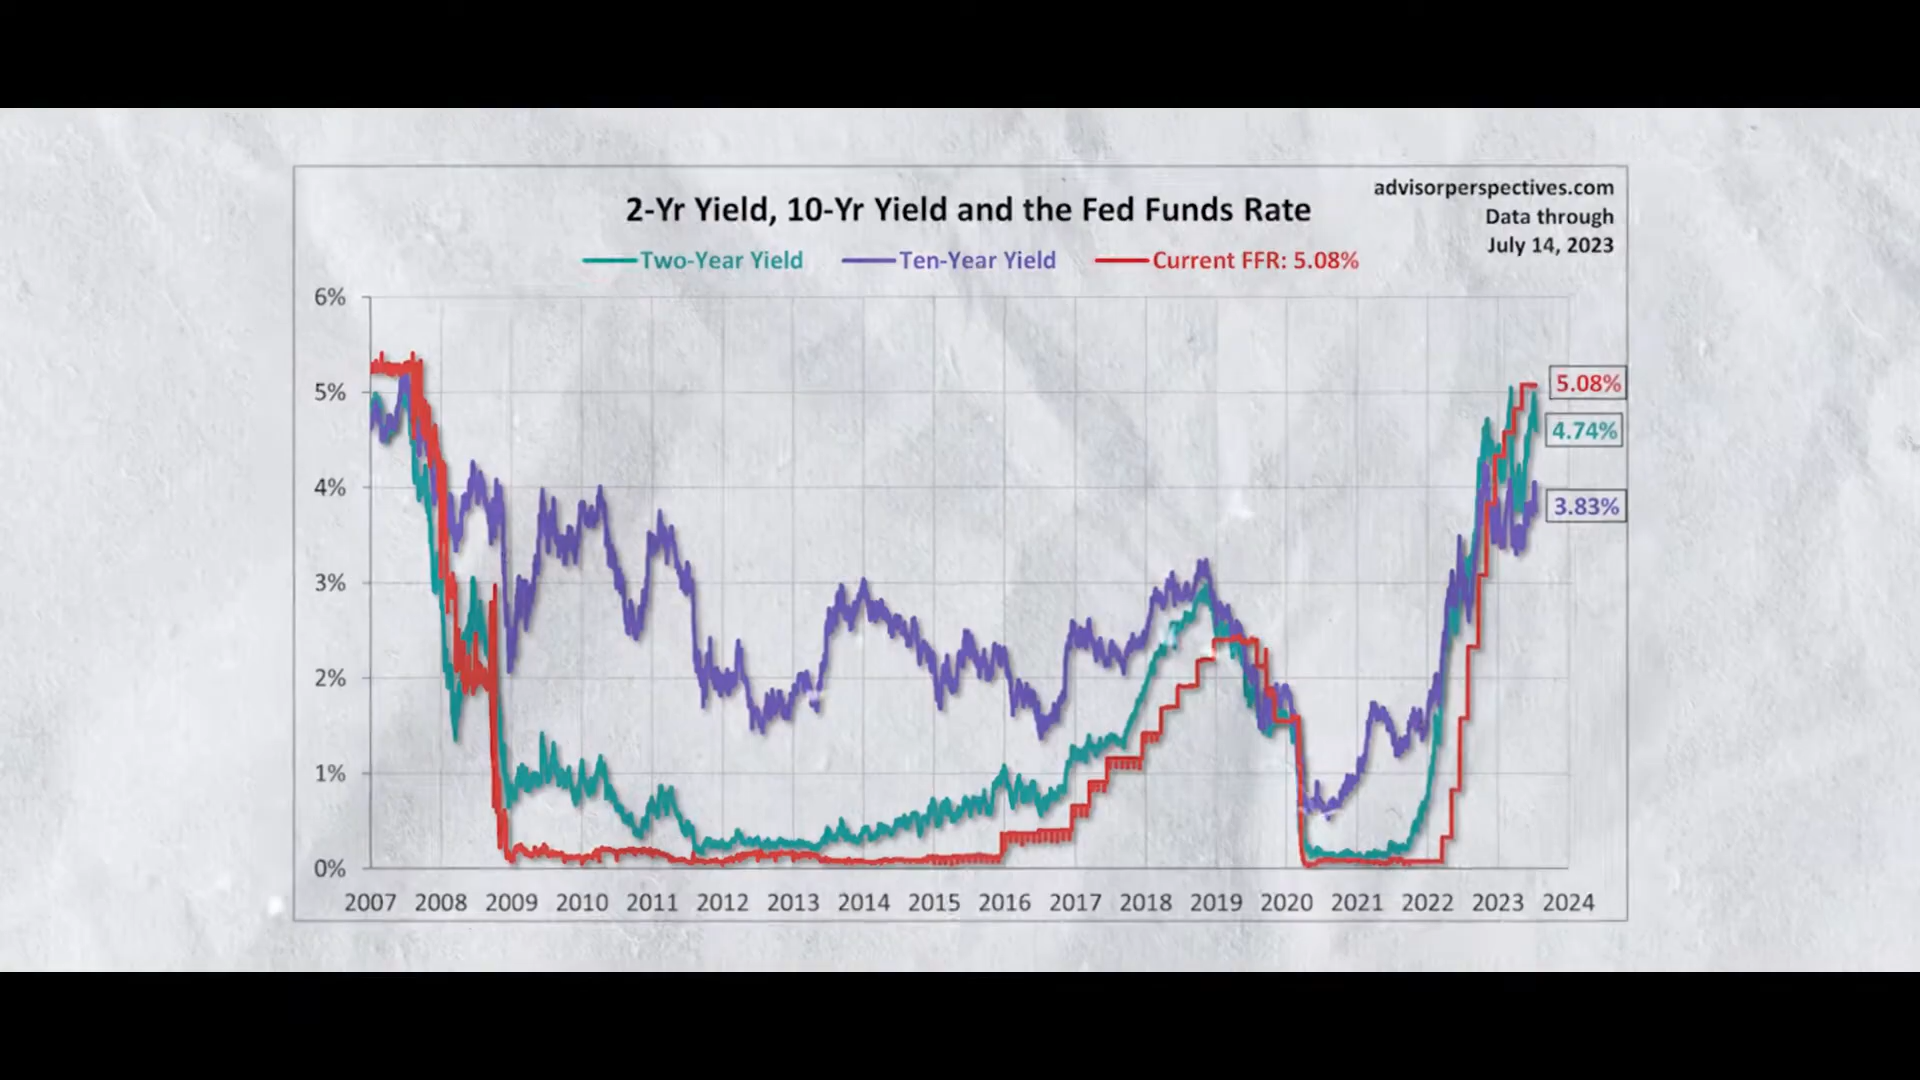 2-Yr Yield, 10-Yr Yield and the Fed Funds Rate
advisorperspectives.com
Data through
July 14, 2023
Two-Year Yield Ten-Year Yield Current FFR: 5.08%
6%
5%
4%
3%
2%
1%
0%
5.08%
4.74%
3.83%
2007 2008 2009 2010 2011 2012 2013 2014 2015 2016 2017 2018 2019 2020 2021 2022 2023 2024